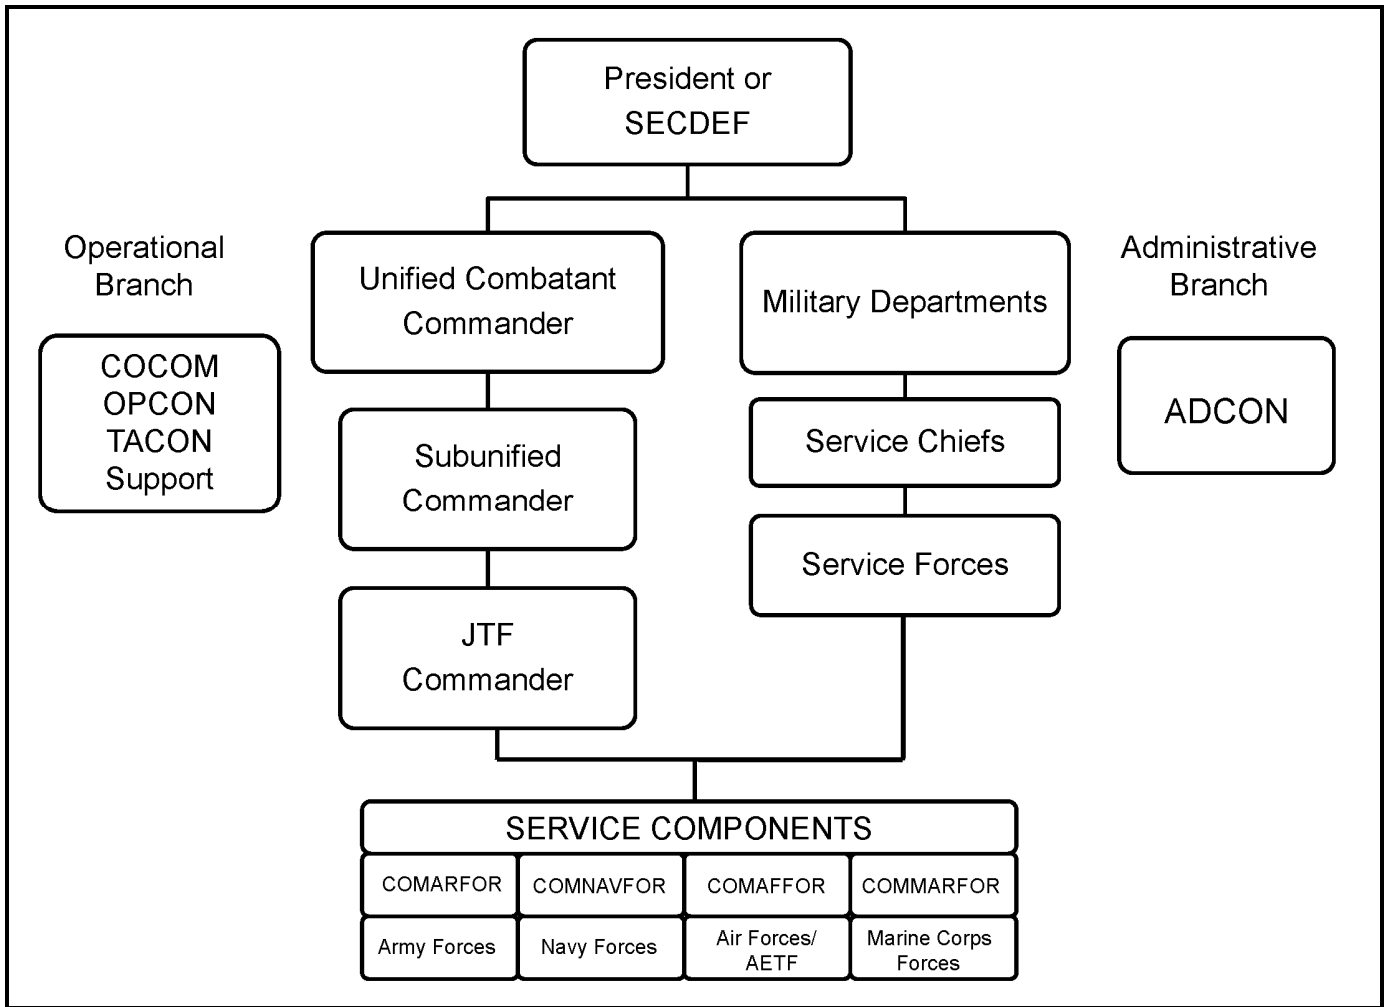 President or
SECDEF
Operational
Branch
COCOM
OPCON
TACON
Support
Unified Combatant
Commander
Subunified
Commander
JTF
Commander
Military Departments
Service Chiefs
Service Forces
Administrative
Branch
ADCON
SERVICE COMPONENTS
COMARFOR COMNAVFOR COMAFFOR COMMARFOR
Army Forces
Navy Forces
Air Forces/
AETF
Marine Corps
Forces